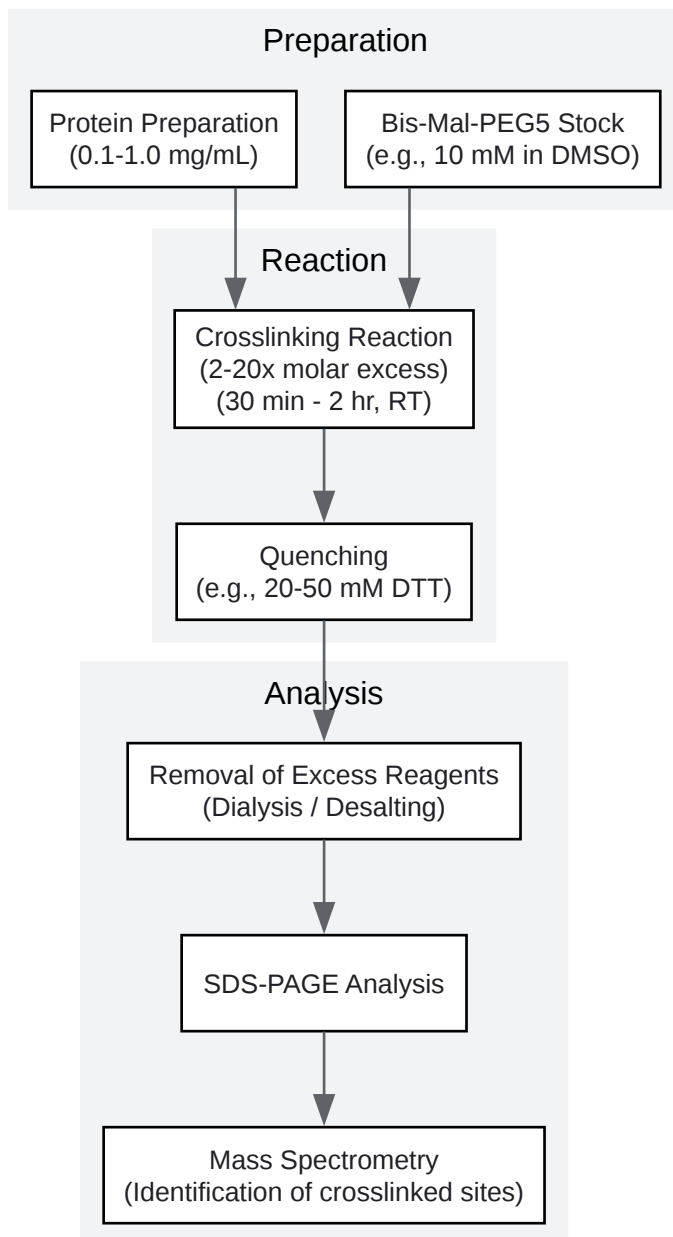 Preparation
Protein Preparation
(0.1-1.0 mg/mL)
Bis-Mal-PEG5 Stock
(e.g., 10 mM in DMSO)
Reaction
Crosslinking Reaction
(2-20x molar excess)
(30 min - 2 hr, RT)
Quenching
(e.g., 20-50 mM DTT)
Analysis
Removal of Excess Reagents
(Dialysis / Desalting)
SDS-PAGE Analysis
Mass Spectrometry
(Identification of crosslinked sites)